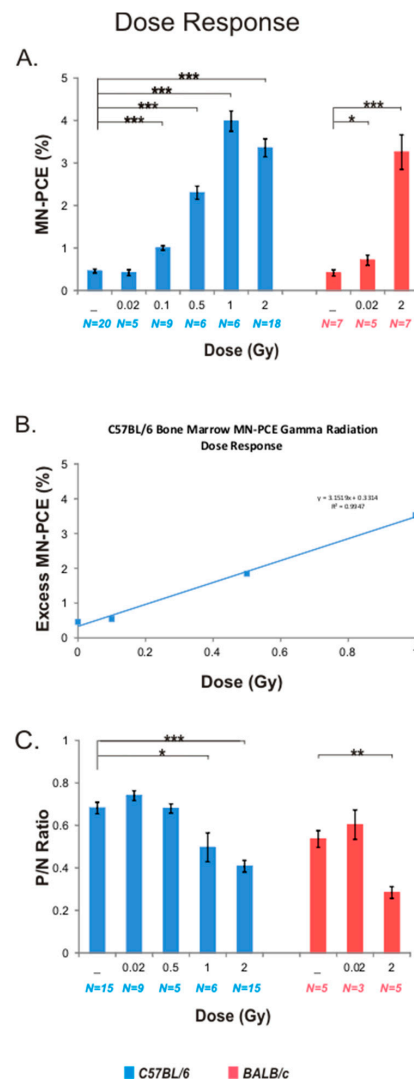 Dose Response
A.
MN-PCE (%)
5
4
3
2
1
0
***
***
***
***
***
*
_ 0.02 0.1 0.5 1 2 _ 0.02 2
N=20 N=5 N=9 N=6 N=6 N=18 N=7 N=5 N=7
Dose (Gy)
B.
C57BL/6 Bone Marrow MN-PCE Gamma Radiation
Dose Response
Excess MN-PCE (%)
5
4
3
2
1
0
y = 3.1519x + 0.3314
R² = 0.9947
0 0.2 0.4 0.6 0.8 1
Dose (Gy)
C.
P/N Ratio
1
0.8
0.6
0.4
0.2
0
***
*
**
_ 0.02 0.5 1 2 _ 0.02 2
N=15 N=9 N=5 N=6 N=15 N=5 N=3 N=5
Dose (Gy)
C57BL/6 BALB/c